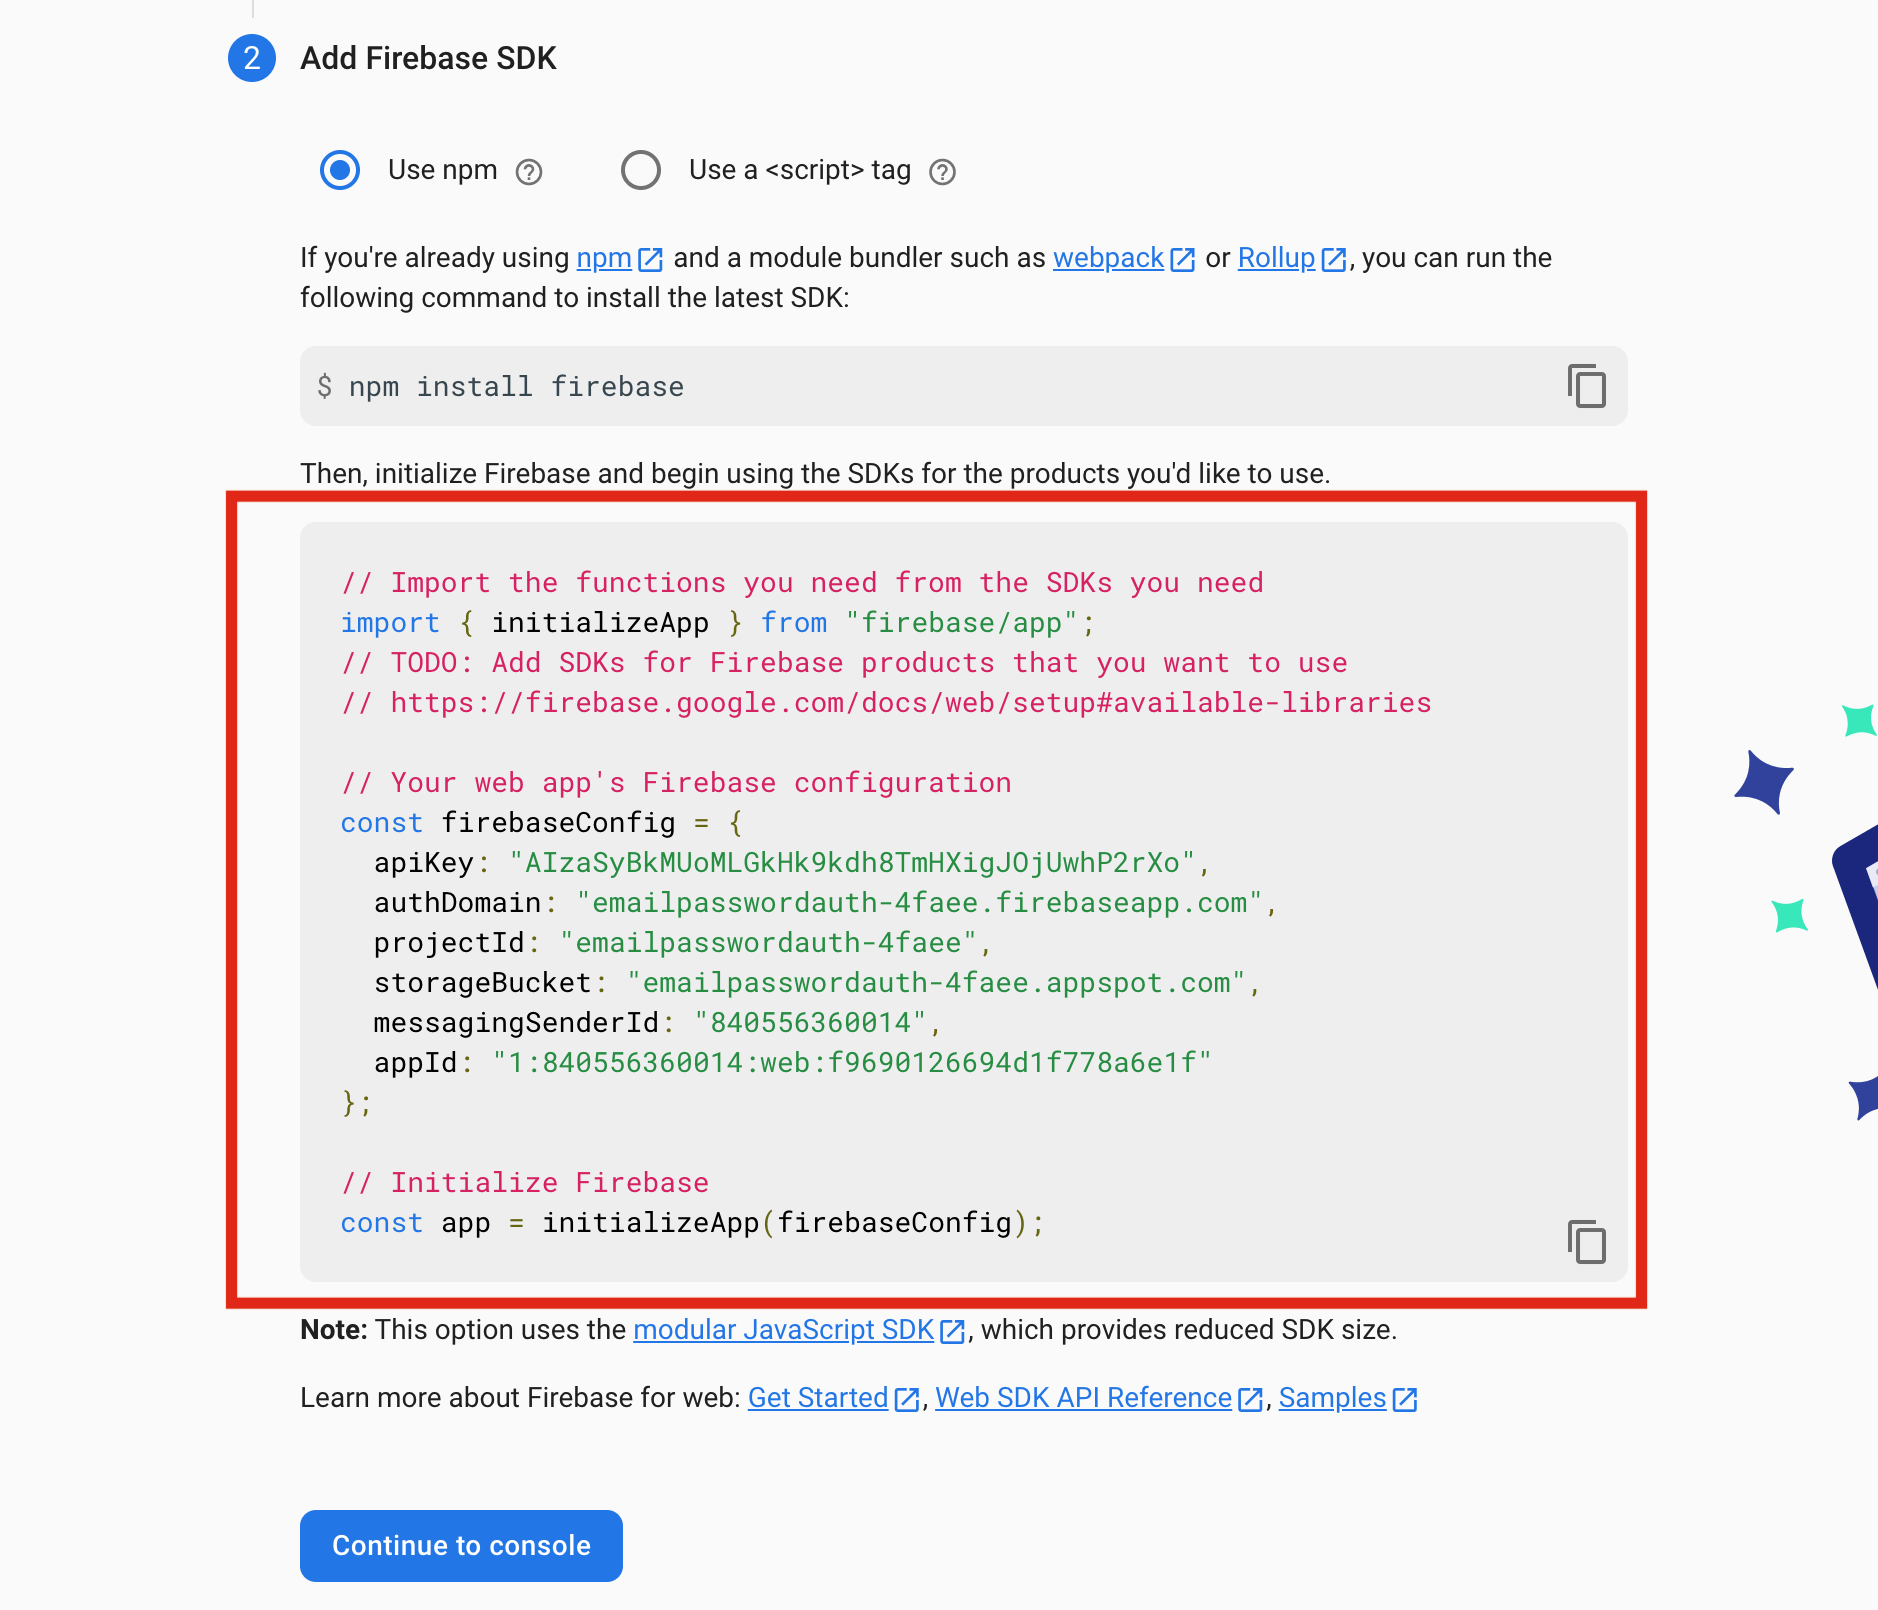 2 Add Firebase SDK
Use npm ? Use a <script> tag ?
If you're already using npm and a module bundler such as webpack or Rollup, you can run the
following command to install the latest SDK:
$ npm install firebase
Then, initialize Firebase and begin using the SDKs for the products you'd like to use.
// Import the functions you need from the SDKs you need
import { initializeApp } from "firebase/app";
// TODO: Add SDKs for Firebase products that you want to use
// https://firebase.google.com/docs/web/setup#available-libraries
// Your web app's Firebase configuration
const firebaseConfig = {
  apiKey: "AIzaSyBkMUoMLGkHk9kdh8TmHXigJOjUwhP2rXo",
  authDomain: "emailpasswordauth-4faee.firebaseapp.com",
  projectId: "emailpasswordauth-4faee",
  storageBucket: "emailpasswordauth-4faee.appspot.com",
  messagingSenderId: "840556360014",
  appId: "1:840556360014:web:f9690126694d1f778a6e1f"
};
// Initialize Firebase
const app = initializeApp(firebaseConfig);
Note: This option uses the modular JavaScript SDK, which provides reduced SDK size.
Learn more about Firebase for web: Get Started, Web SDK API Reference, Samples
Continue to console